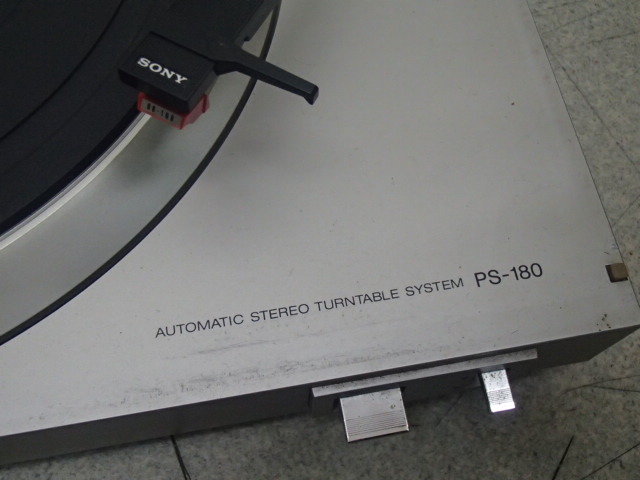 SONY
AUTOMATIC STEREO TURNTABLE SYSTEM PS-180